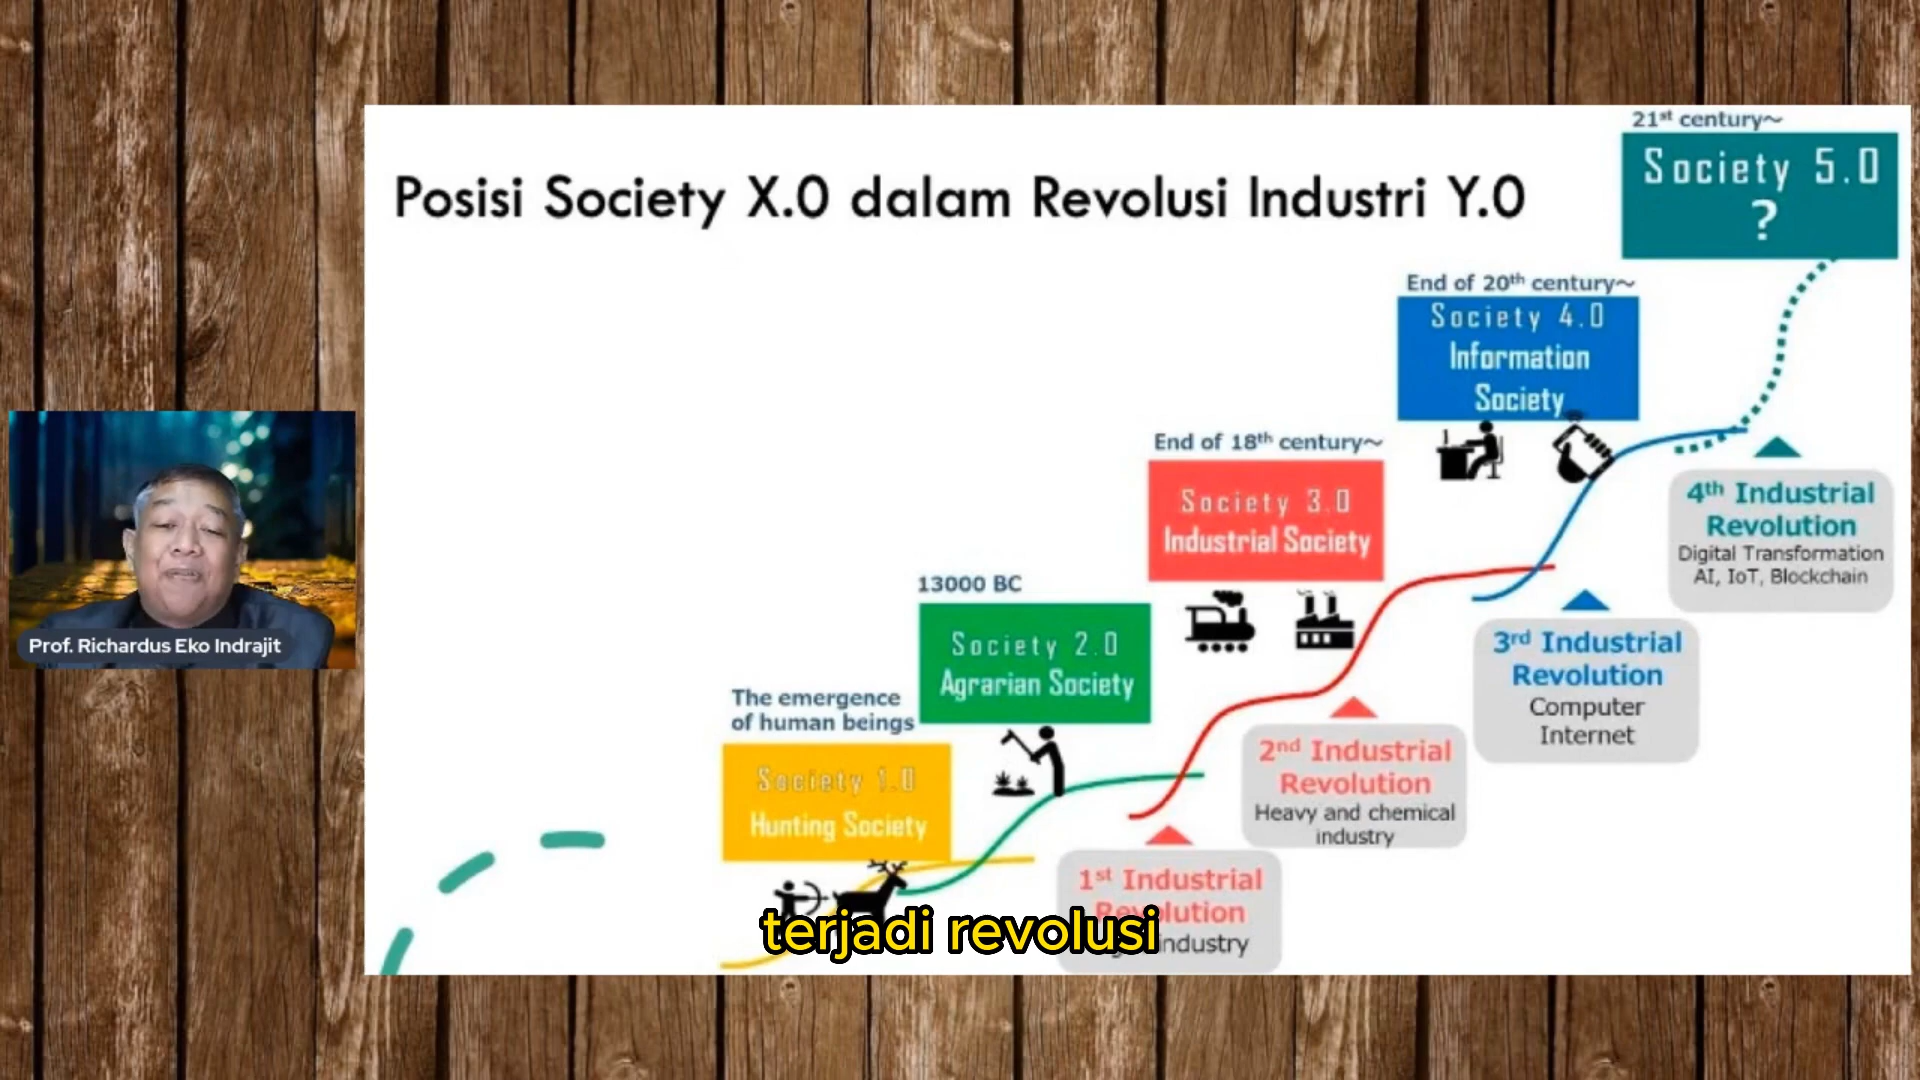 Posisi Society X.0 dalam Revolusi Industri Y.0
21st century~
Society 5.0
?
End of 20th century~
Society 4.0
Information
Society
End of 18th century~
Society 3.0
Industrial Society
13000 BC
Society 2.0
Agrarian Society
The emergence
of human beings
Society 1.0
Hunting Society
4th Industrial
Revolution
Digital Transformation
AI, IoT, Blockchain
3rd Industrial
Revolution
Computer
Internet
2nd Industrial
Revolution
Heavy and chemical
industry
1st Industrial
Revolution
industry
Prof. Richardus Eko Indrajit
terjadi revolusi